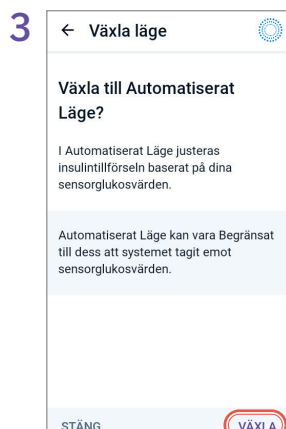 3
Växla läge
Växla till Automatiserat
Läge?
I Automatiserat Läge justeras
insulintillförseln baserat på dina
sensorglukosvärden.
Automatiserat Läge kan vara Begränsat
till dess att systemet tagit emot
sensorglukosvärden.
STÄNG VÄXLA